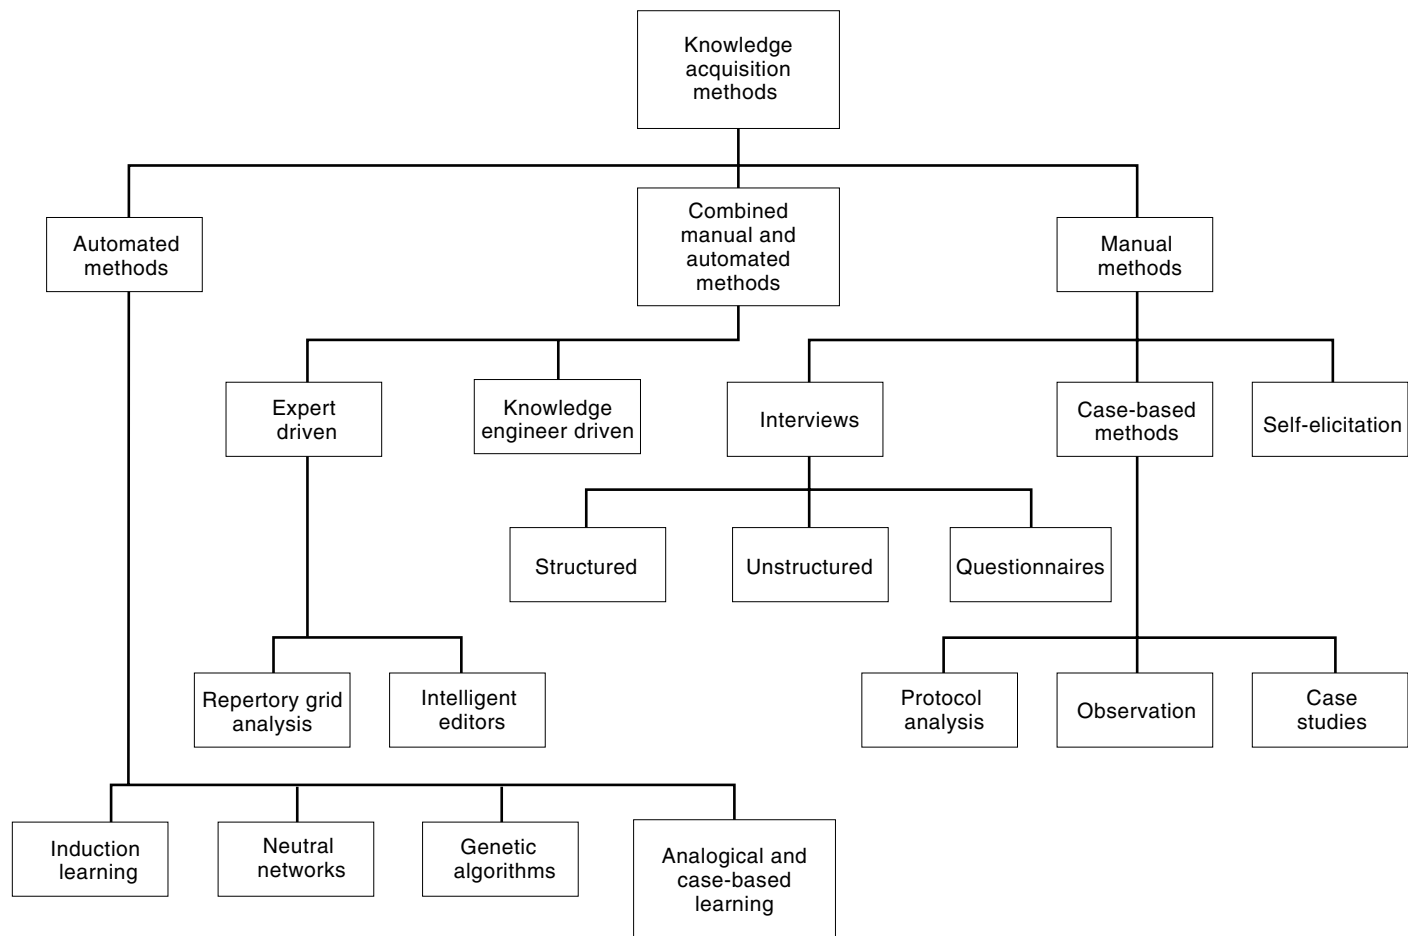 Knowledge
acquisition
methods
Automated
methods
Combined
manual and
automated
methods
Manual
methods
Expert
driven
Knowledge
engineer driven
Interviews
Case-based
methods
Self-elicitation
Structured
Unstructured
Questionnaires
Repertory grid
analysis
Intelligent
editors
Protocol
analysis
Observation
Case
studies
Induction
learning
Neutral
networks
Genetic
algorithms
Analogical and
case-based
learning